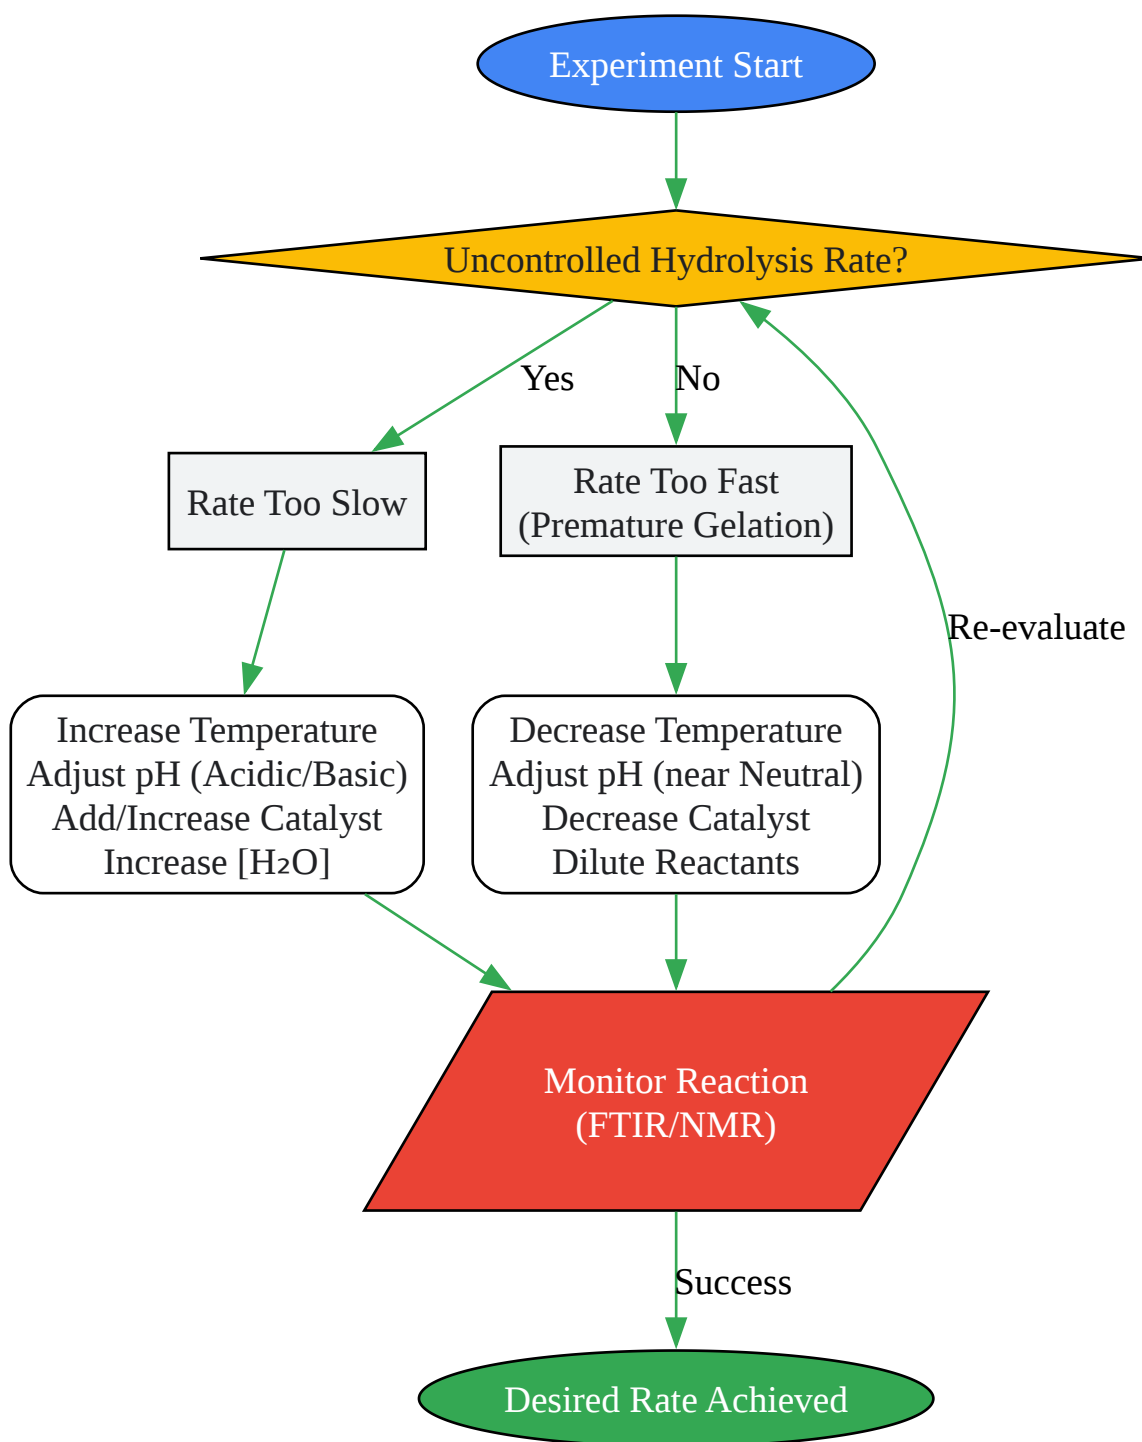 Experiment Start
Uncontrolled Hydrolysis Rate?
Yes
No
Rate Too Slow
Rate Too Fast
(Premature Gelation)
Re-evaluate
Increase Temperature
Adjust pH (Acidic/Basic)
Add/Increase Catalyst
Increase [H₂O]
Decrease Temperature
Adjust pH (near Neutral)
Decrease Catalyst
Dilute Reactants
Monitor Reaction
(FTIR/NMR)
Success
Desired Rate Achieved